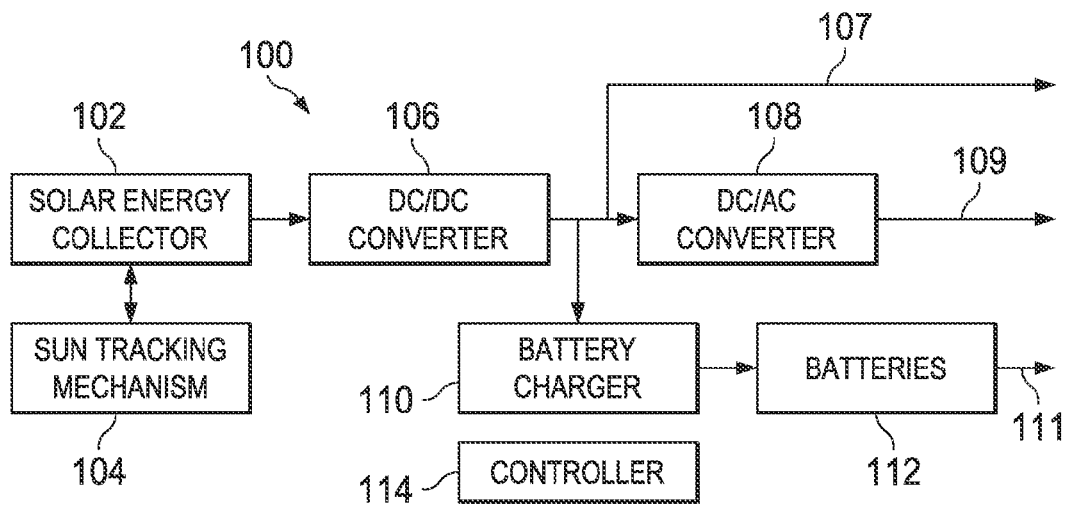 107
100
102
106
108
109
SOLAR ENERGY
COLLECTOR
DC/DC
CONVERTER
DC/AC
CONVERTER
SUN TRACKING
MECHANISM
BATTERY
CHARGER
BATTERIES
110
111
104
114
CONTROLLER
112